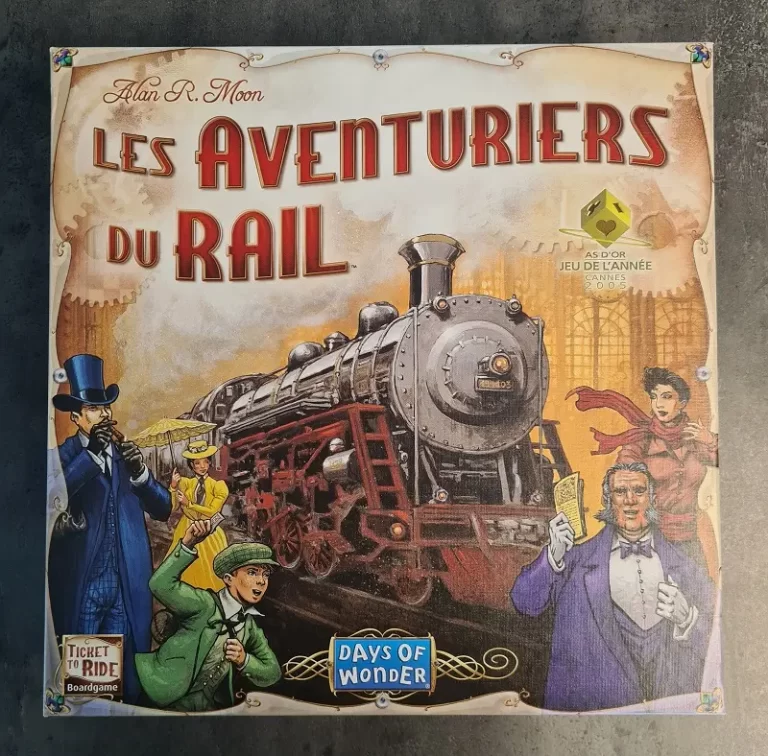 Alan R. Moon
LES AVENTURIERS
DU RAIL
AS D'OR
JEU DE L'ANNÉE
CANNES
2005
TICKET
TO
RIDE
Boardgame
DAYS OF
WONDER